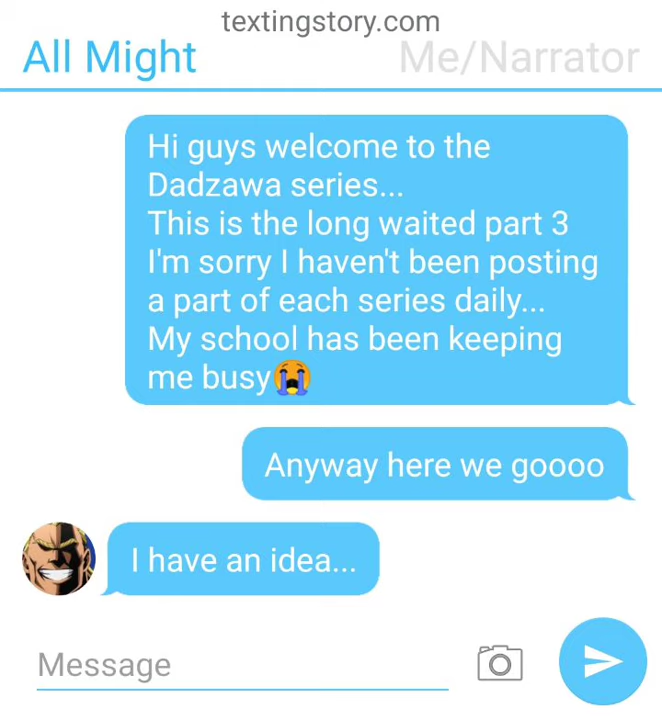 textingstory.com
All Might
Me/Narrator
Hi guys welcome to the
Dadzawa series...
This is the long waited part 3
I'm sorry I haven't been posting
a part of each series daily...
My school has been keeping
me busy😭
Anyway here we goooo
I have an idea...
Message